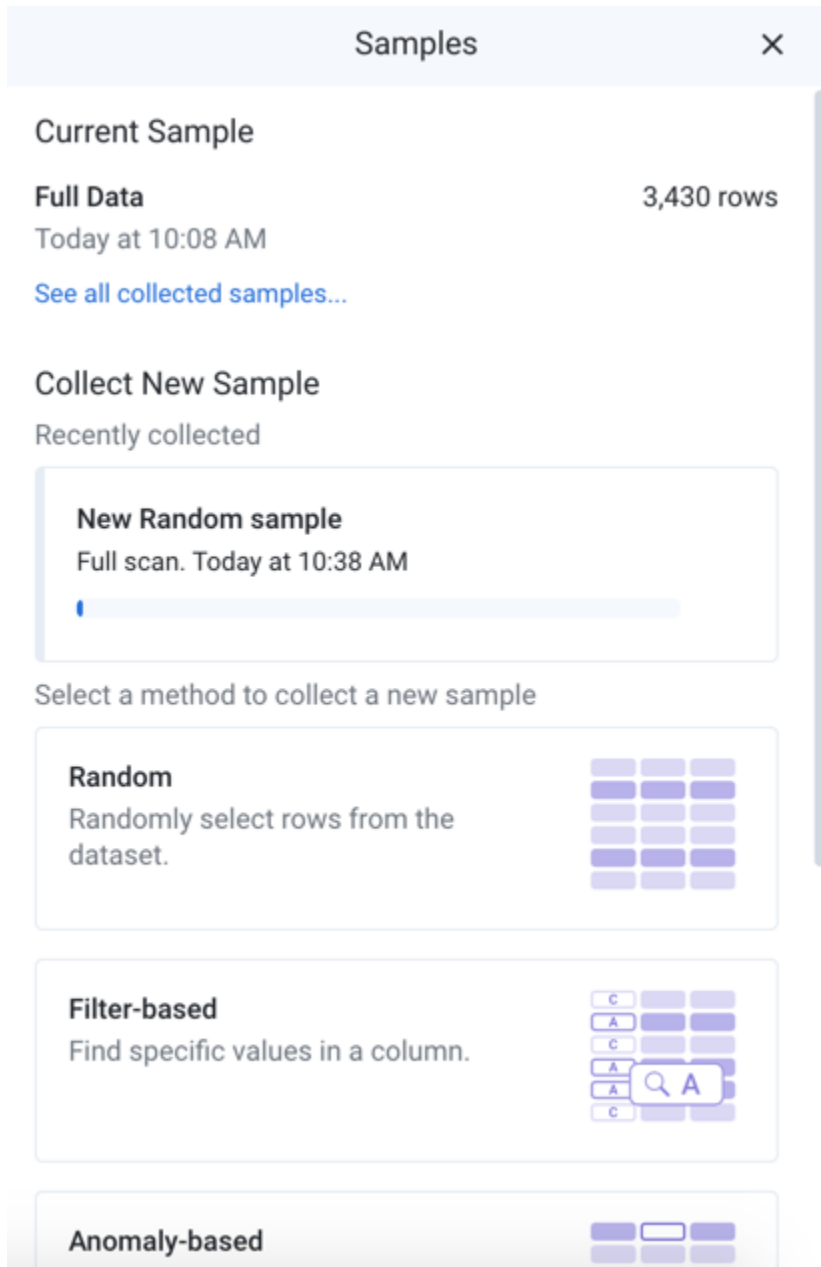 Samples
Current Sample
Full Data
3,430 rows
Today at 10:08 AM
See all collected samples...
Collect New Sample
Recently collected
New Random sample
Full scan. Today at 10:38 AM
Select a method to collect a new sample
Random
Randomly select rows from the
dataset.
Filter-based
Find specific values in a column.
C
A
C
A
A
C
A
Anomaly-based